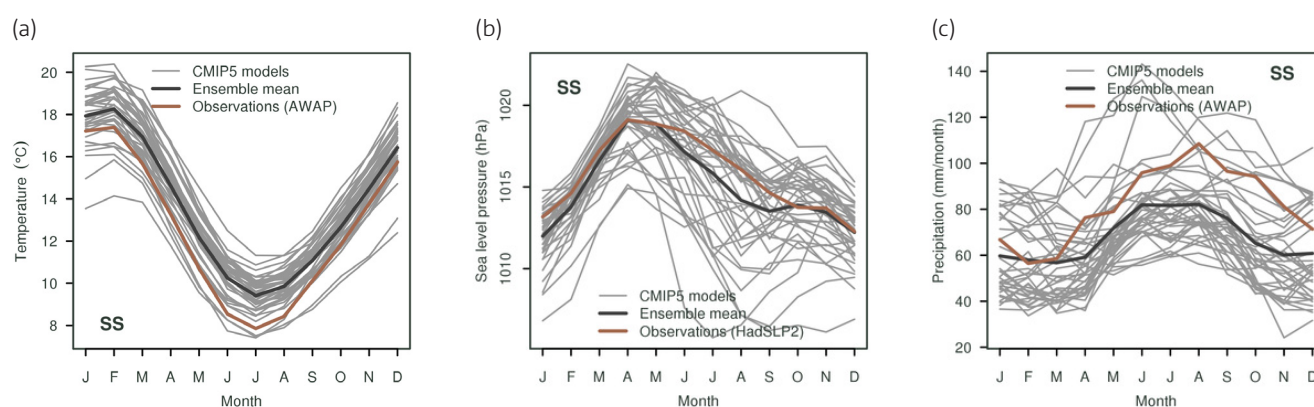 (a)
(b)
(c)
20
18
16
14
12
10
8
Temperature (°C)
CMIP5 models
Ensemble mean
Observations (AWAP)
SS
J F M A M J J A S O N D
Month
1020
1015
1010
Sea level pressure (hPa)
SS
CMIP5 models
Ensemble mean
Observations (HadSLP2)
J F M A M J J A S O N D
Month
140
120
100
80
60
40
20
Precipitation (mm/month)
CMIP5 models
Ensemble mean
Observations (AWAP)
SS
J F M A M J J A S O N D
Month